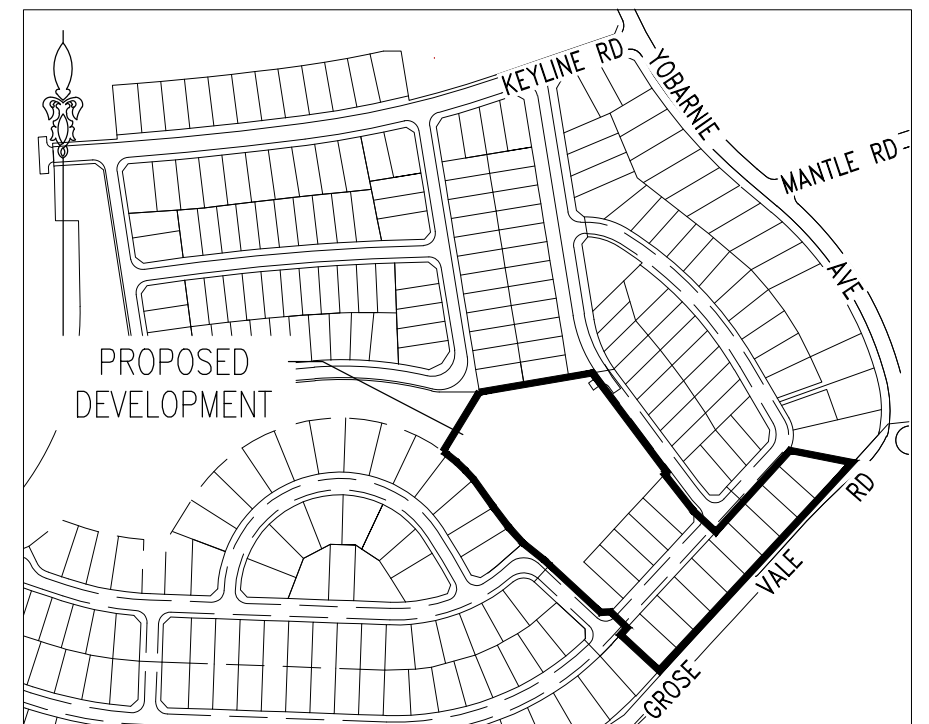 KEYLINE RD
YOBARNIE
AVE
MANTLE RD
PROPOSED
DEVELOPMENT
GROSE VALE RD